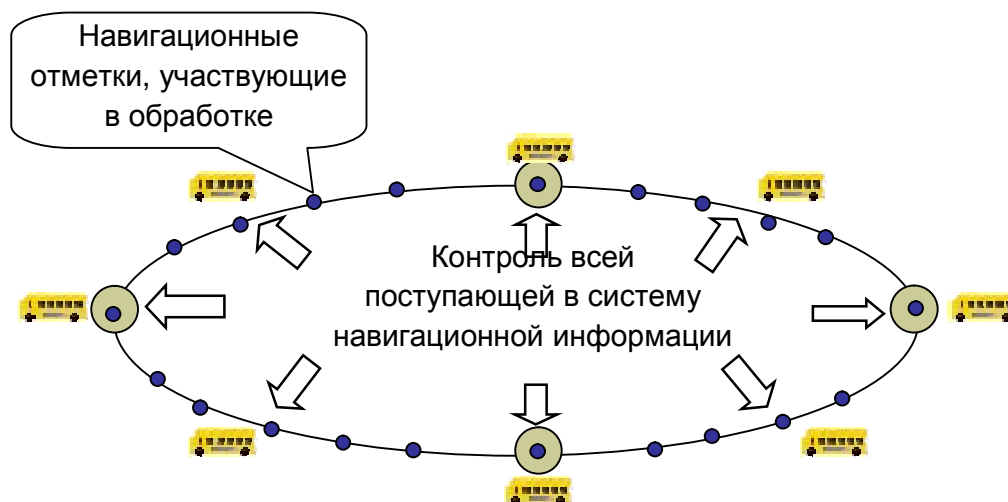 Навигационные
отметки, участвующие
в обработке
Контроль всей
поступающей в систему
навигационной информации